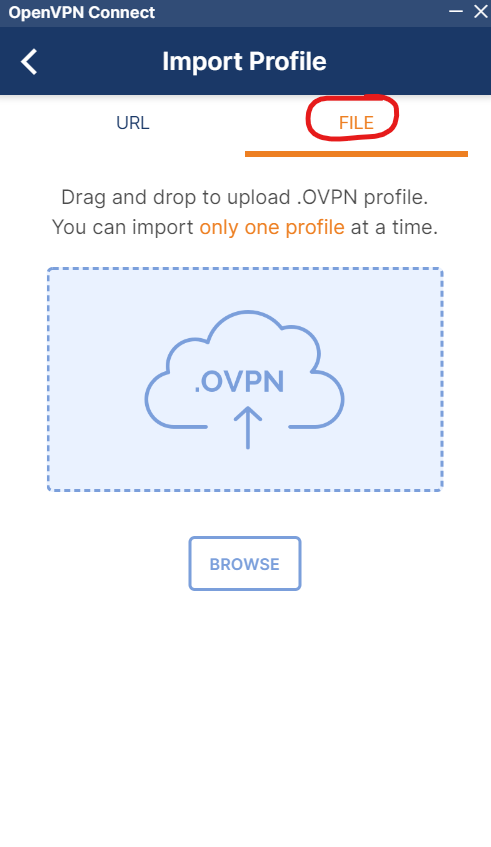 OpenVPN Connect
Import Profile
URL
FILE
Drag and drop to upload .OVPN profile.
You can import only one profile at a time.
.OVPN
BROWSE